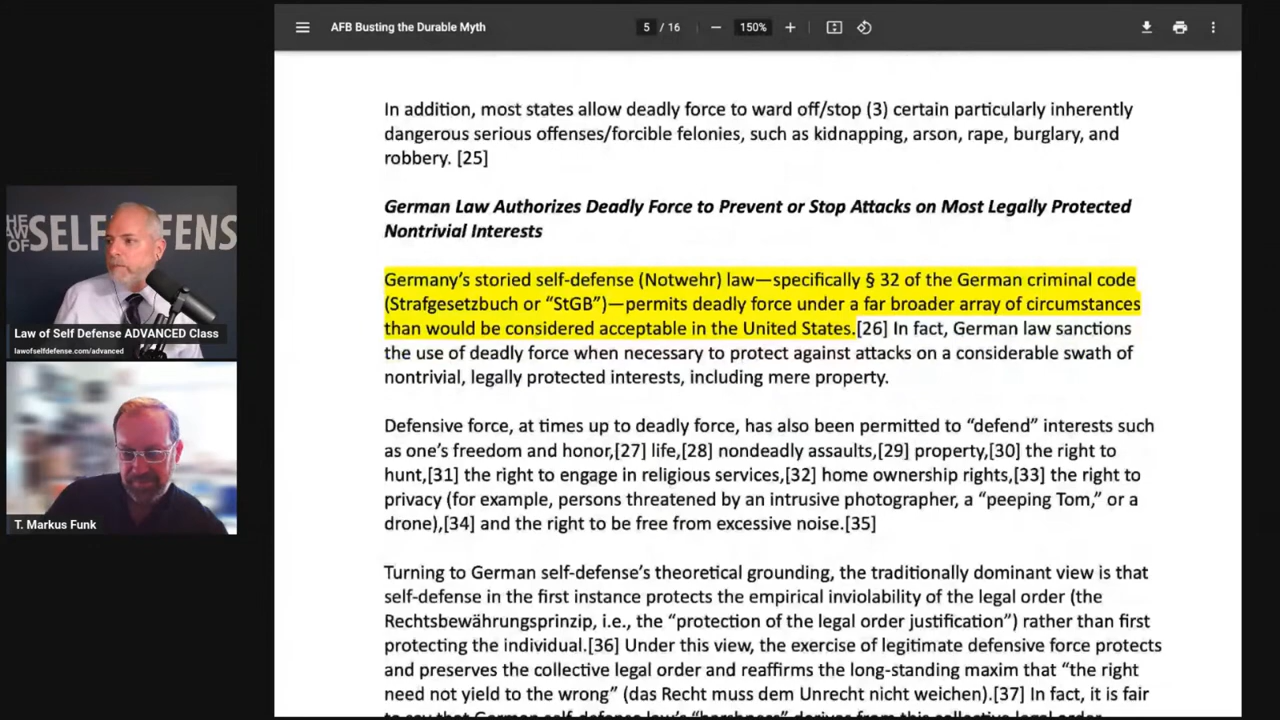 AFB Busting the Durable Myth
5 / 16
150%
In addition, most states allow deadly force to ward off/stop (3) certain particularly inherently
dangerous serious offenses/forcible felonies, such as kidnapping, arson, rape, burglary, and
robbery. [25]
German Law Authorizes Deadly Force to Prevent or Stop Attacks on Most Legally Protected
Nontrivial Interests
Germany's storied self-defense (Notwehr) law—specifically § 32 of the German criminal code
(Strafgesetzbuch or “StGB”)—permits deadly force under a far broader array of circumstances
than would be considered acceptable in the United States.[26] In fact, German law sanctions
the use of deadly force when necessary to protect against attacks on a considerable swath of
nontrivial, legally protected interests, including mere property.
Defensive force, at times up to deadly force, has also been permitted to “defend” interests such
as one's freedom and honor,[27] life,[28] nondeadly assaults,[29] property,[30] the right to
hunt,[31] the right to engage in religious services,[32] home ownership rights,[33] the right to
privacy (for example, persons threatened by an intrusive photographer, a “peeping Tom,” or a
drone),[34] and the right to be free from excessive noise.[35]
Turning to German self-defense's theoretical grounding, the traditionally dominant view is that
self-defense in the first instance protects the empirical inviolability of the legal order (the
Rechtsbewährungsprinzip, i.e., the “protection of the legal order justification”) rather than first
protecting the individual.[36] Under this view, the exercise of legitimate defensive force protects
and preserves the collective legal order and reaffirms the long-standing maxim that “the right
need not yield to the wrong” (das Recht muss dem Unrecht nicht weichen).[37] In fact, it is fair
to say that German self-defense law's “harshness” derives from this collective legal order
Law of Self Defense ADVANCED Class
lawofselfdefense.com/advanced
T. Markus Funk